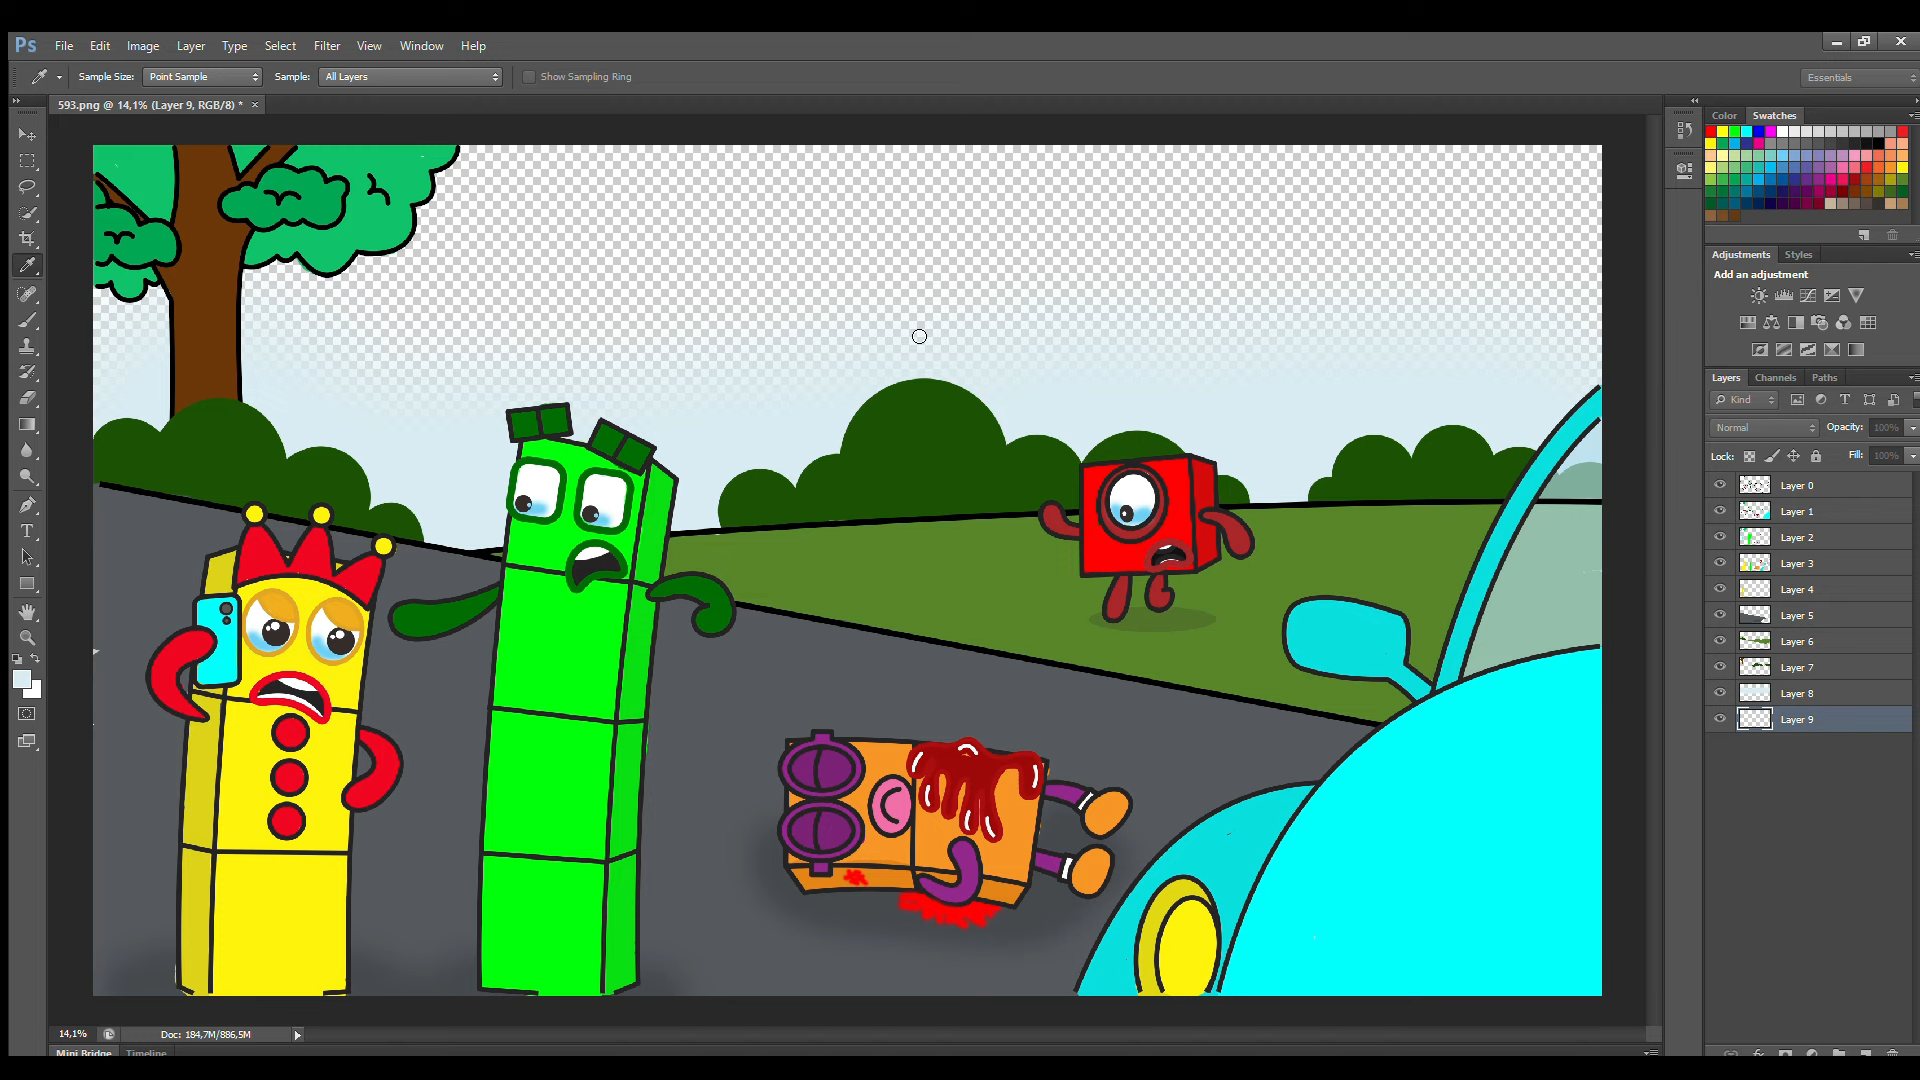 Ps File Edit Image Layer Type Select Filter View Window Help
Sample Size: Point Sample Sample: All Layers Show Sampling Ring Essentials
593.png @ 14,1% (Layer 9, RGB/8) * ×
Color Swatches
Adjustments Styles
Add an adjustment
Layers Channels Paths
Kind
Normal Opacity: 100%
Lock: Fill: 100%
Layer 0
Layer 1
Layer 2
Layer 3
Layer 4
Layer 5
Layer 6
Layer 7
Layer 8
Layer 9
14,1% Doc: 184,7M/886,5M
Mini Bridge Timeline